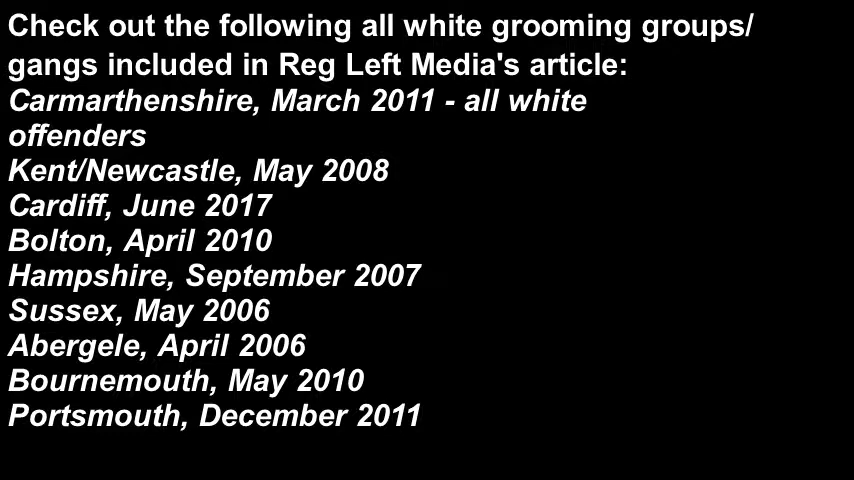 Check out the following all white grooming groups/
gangs included in Reg Left Media's article:
Carmarthenshire, March 2011 - all white
offenders
Kent/Newcastle, May 2008
Cardiff, June 2017
Bolton, April 2010
Hampshire, September 2007
Sussex, May 2006
Abergele, April 2006
Bournemouth, May 2010
Portsmouth, December 2011